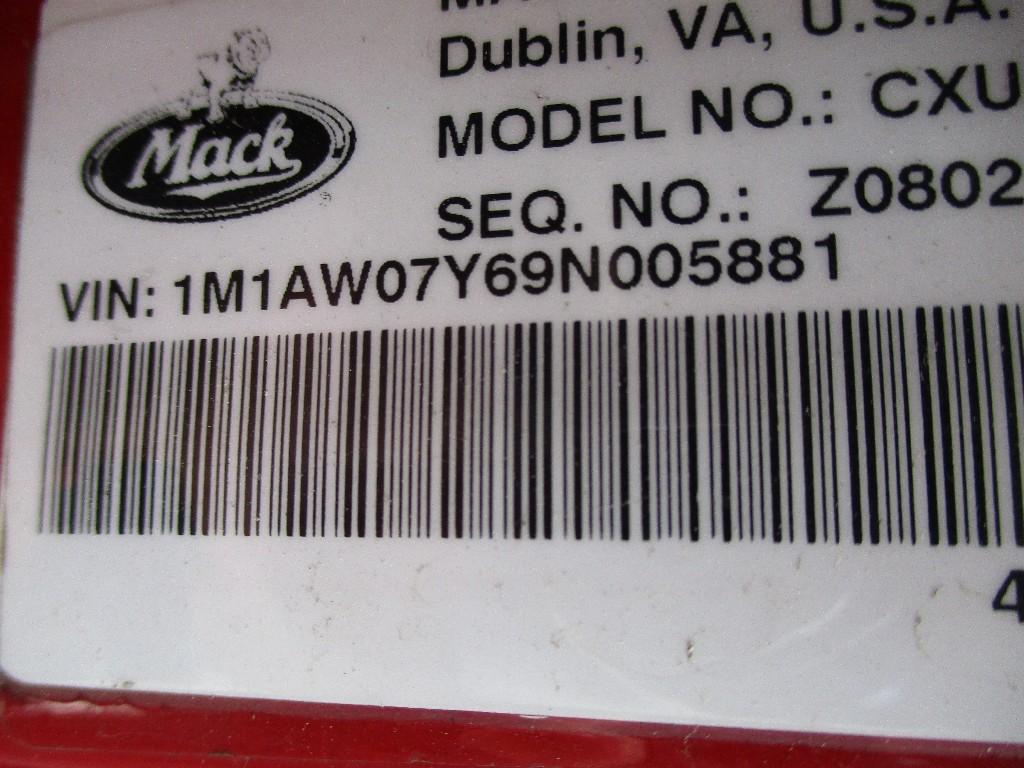 Dublin, VA, U.S.A.
Mack
MODEL NO.: CXU
SEQ. NO.: Z0802
VIN: 1M1AW07Y69N005881
4